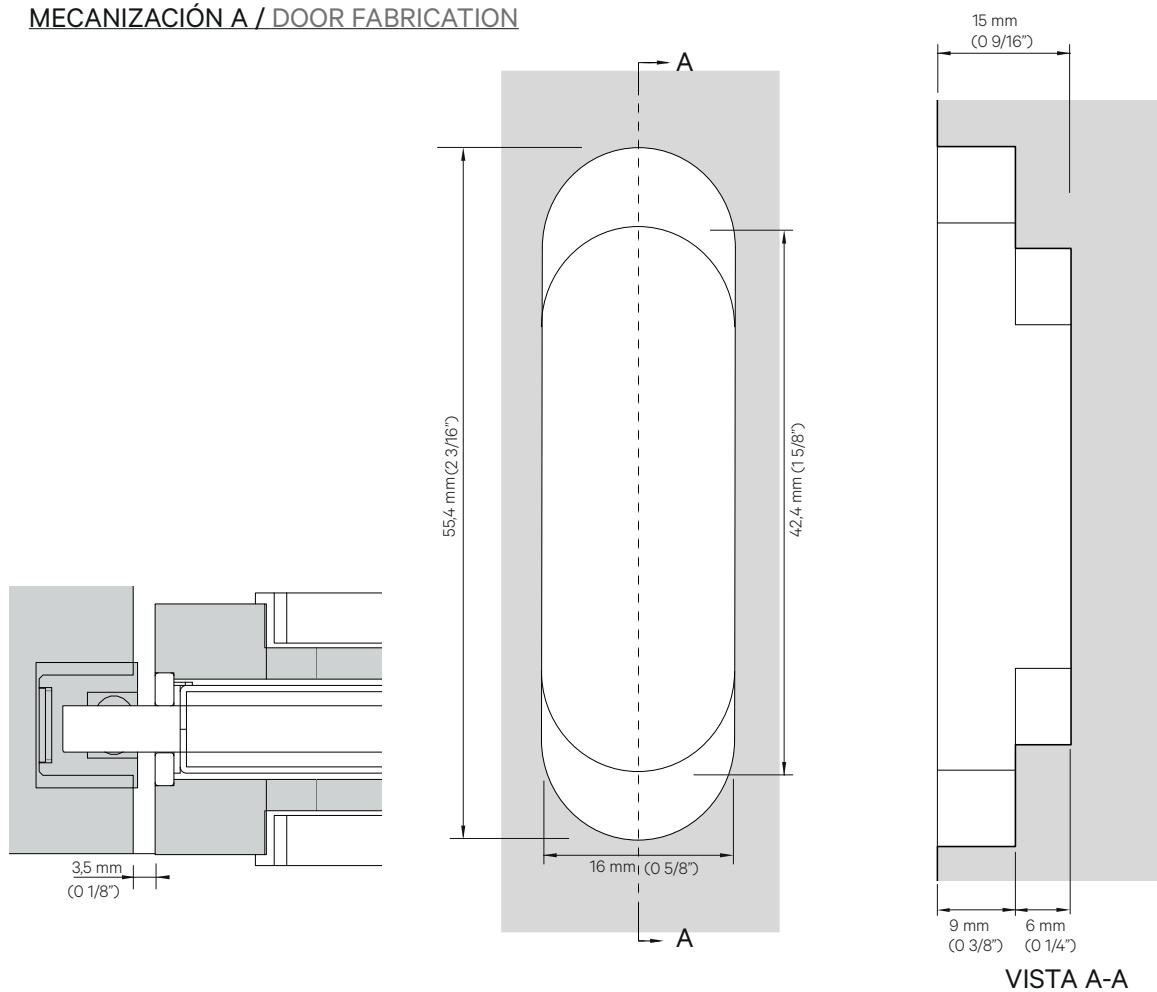 MECANIZACIÓN A / DOOR FABRICATION
15 mm
(0 9/16”)
A
55,4 mm(2 3/16”)
42,4 mm (1 5/8”)
16 mm (0 5/8”)
3,5 mm
(0 1/8”)
A
9 mm
(0 3/8”)
6 mm
(0 1/4”)
VISTA A-A